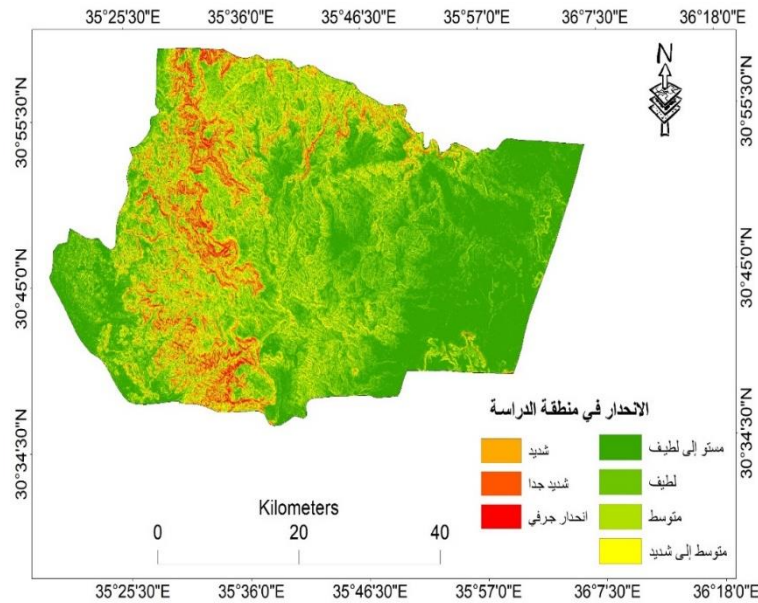 35°25'30"E 35°36'0"E 35°46'30"E 35°57'0"E 36°7'30"E 36°18'0"E
N
30°55'30"N
30°55'30"N
30°45'0"N
30°45'0"N
30°34'30"N
30°34'30"N
الانحدار في منطقة الدراسة
مستو إلى لطيف
شديد
لطيف
شديد جدا
متوسط
انحدار جرفي
متوسط إلى شديد
Kilometers
0 20 40
35°25'30"E 35°36'0"E 35°46'30"E 35°57'0"E 36°7'30"E 36°18'0"E